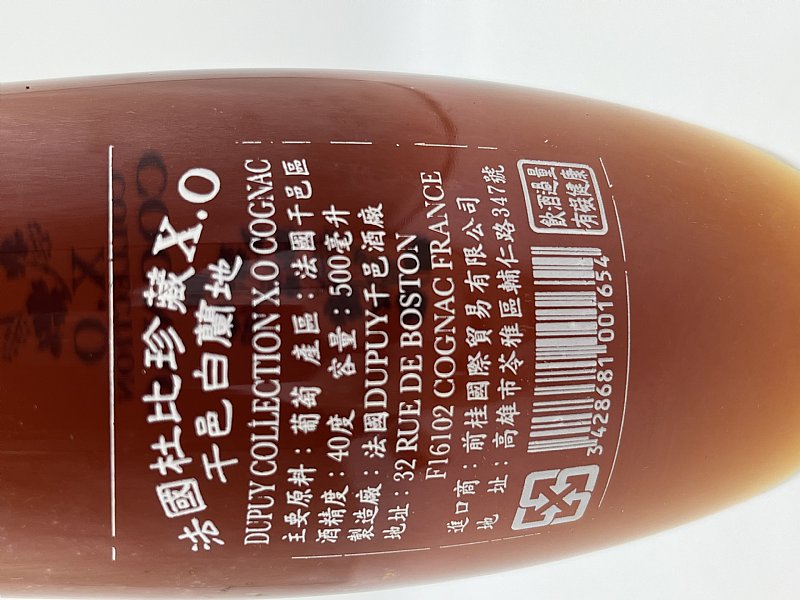 法國杜比珍藏X.O
干邑白蘭地
DUPUY COLLECTION X.O COGNAC
主要原料：葡萄 產區：法國干邑區
酒精度：40度 容量：500毫升
製造廠：法國DUPUY干邑酒廠
地址：32 RUE DE BOSTON
F16102 COGNAC FRANCE
進口商：前桂國際貿易有限公司
地 址：高雄市苓雅區輔仁路347號
3 428681 001654
飲酒過量
有礙健康